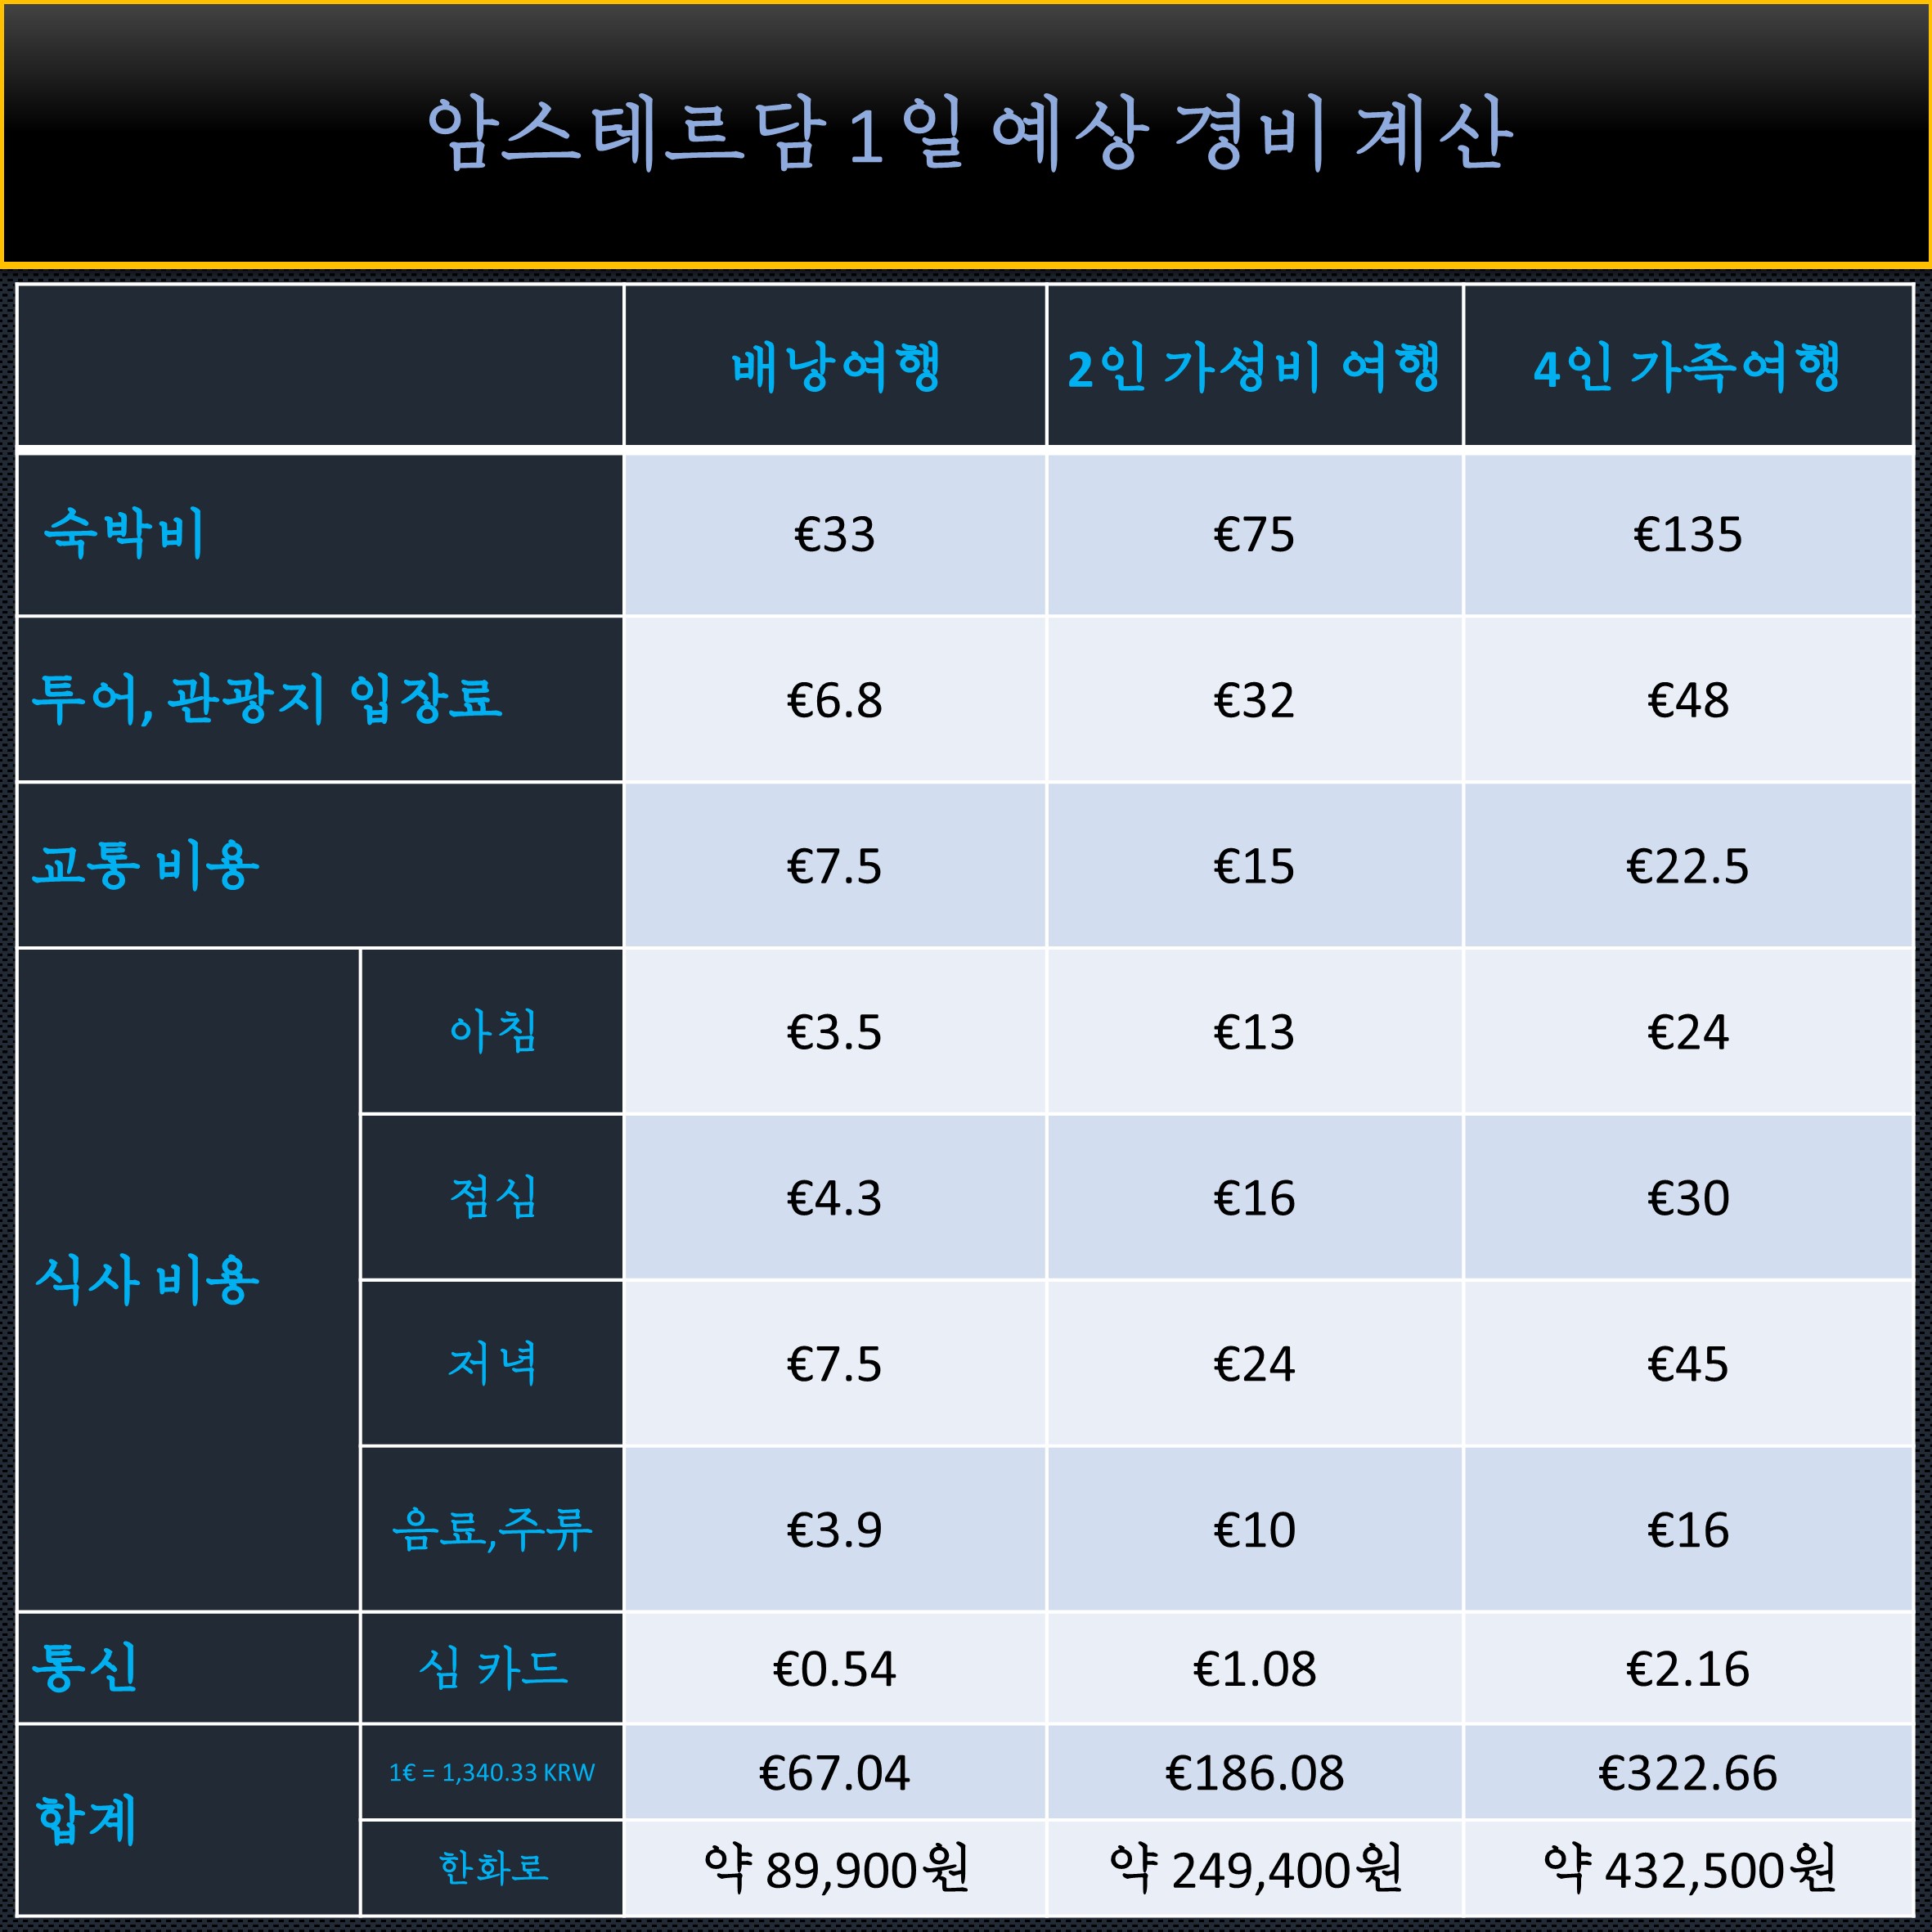 암스테르담 1일 예상 경비 계산
배낭여행 2인 가성비 여행 4인 가족여행
숙박비 €33 €75 €135
투어, 관광지 입장료 €6.8 €32 €48
교통 비용 €7.5 €15 €22.5
식사 비용
아침 €3.5 €13 €24
점심 €4.3 €16 €30
저녁 €7.5 €24 €45
음료,주류 €3.9 €10 €16
통신 심 카드 €0.54 €1.08 €2.16
합계
1€ = 1,340.33 KRW €67.04 €186.08 €322.66
한화로 약 89,900원 약 249,400원 약 432,500원